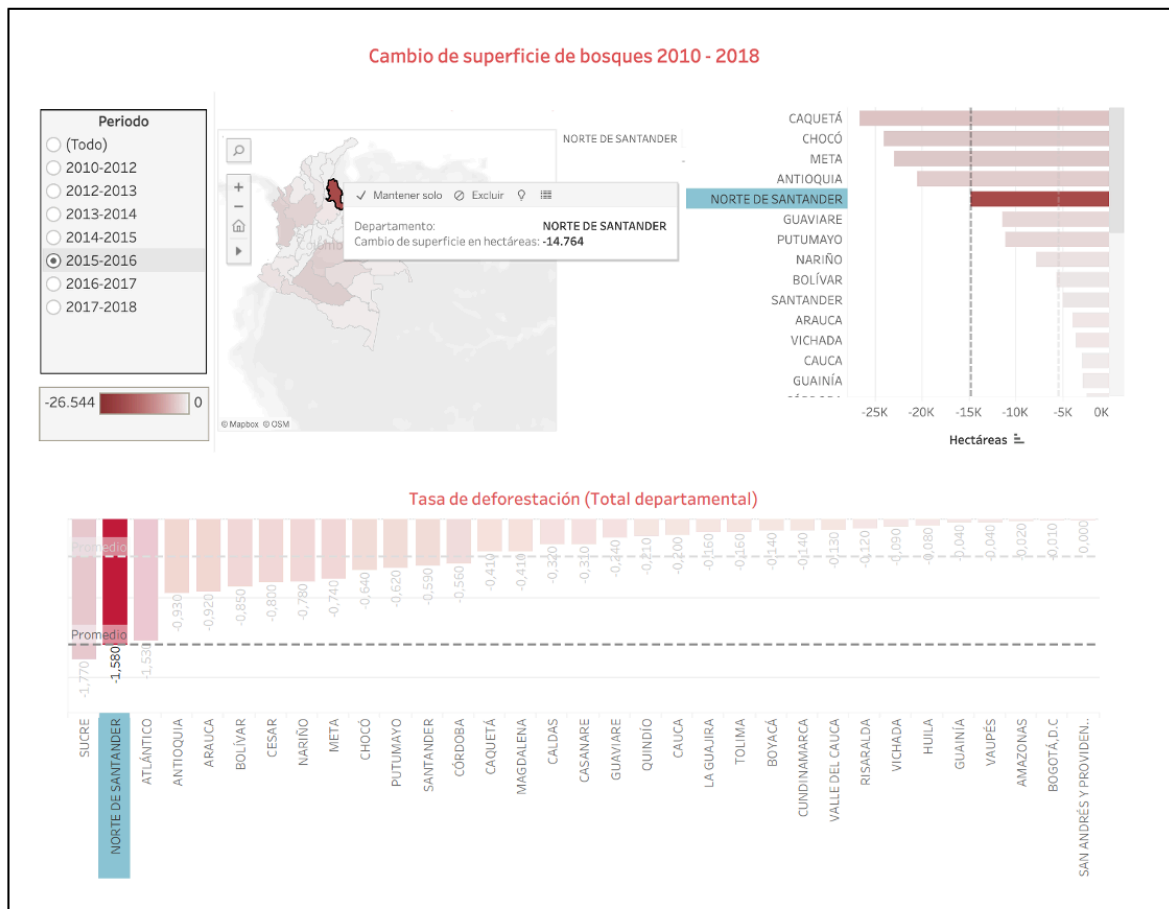 Cambio de superficie de bosques 2010 - 2018
Periodo
(Todo)
2010-2012
2012-2013
2013-2014
2014-2015
2015-2016
2016-2017
2017-2018
-26.544
0
NORTE DE SANTANDER
Mantener solo
Excluir
Departamento: NORTE DE SANTANDER
Cambio de superficie en hectáreas: -14.764
© Mapbox © OSM
CAQUETÁ
CHOCÓ
META
ANTIOQUIA
NORTE DE SANTANDER
GUAVIARE
PUTUMAYO
NARIÑO
BOLÍVAR
SANTANDER
ARAUCA
VICHADA
CAUCA
GUAINÍA
-25K -20K -15K -10K -5K 0K
Hectáreas
Tasa de deforestación (Total departamental)
Promedio
Promedio
-1,770
-1,580
-1,530
-0,930
-0,920
-0,850
-0,800
-0,780
-0,740
-0,640
-0,620
-0,590
-0,560
-0,410
-0,410
-0,320
-0,310
-0,240
-0,210
-0,200
-0,160
-0,160
-0,140
-0,140
-0,130
-0,120
-0,090
-0,080
-0,040
-0,040
-0,020
-0,010
0,000
SUCRE
NORTE DE SANTANDER
ATLÁNTICO
ANTIOQUIA
ARAUCA
BOLÍVAR
CESAR
NARIÑO
META
CHOCÓ
PUTUMAYO
SANTANDER
CÓRDOBA
CAQUETÁ
MAGDALENA
CALDAS
CASANARE
GUAVIARE
QUINDÍO
CAUCA
LA GUAJIRA
TOLIMA
BOYACÁ
CUNDINAMARCA
VALLE DEL CAUCA
RISARALDA
VICHADA
HUILA
GUAINÍA
VAUPÉS
AMAZONAS
BOGOTÁ,D.C
SAN ANDRÉS Y PROVIDEN..